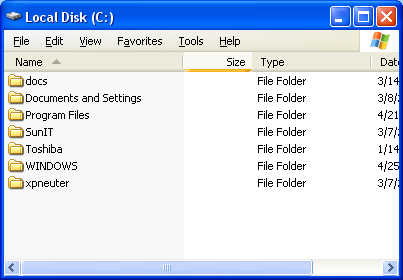 Local Disk (C:)
File Edit View Favorites Tools Help
Name Size Type Date
docs File Folder 3/14
Documents and Settings File Folder 3/8/2
Program Files File Folder 4/21
SunIT File Folder 3/7/2
Toshiba File Folder 1/14
WINDOWS File Folder 4/25
xpneuter File Folder 3/7/2